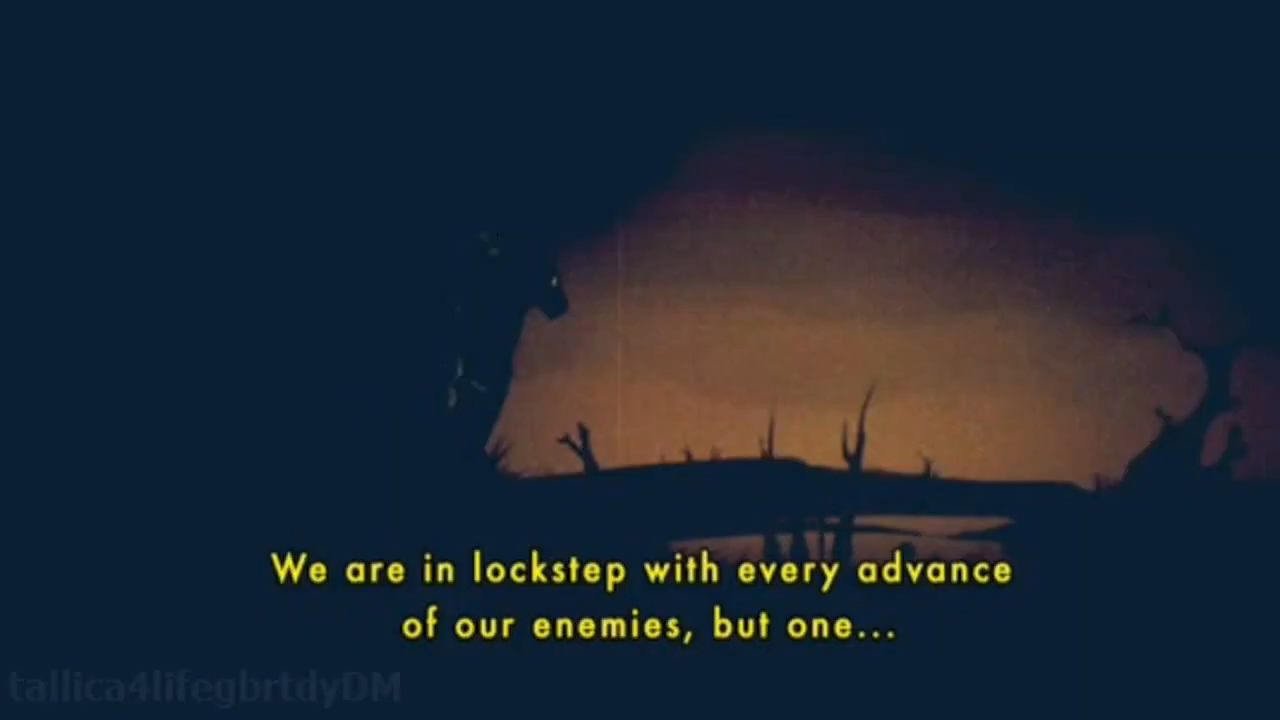 We are in lockstep with every advance
of our enemies, but one...
tallica4lifegbrtdyDM